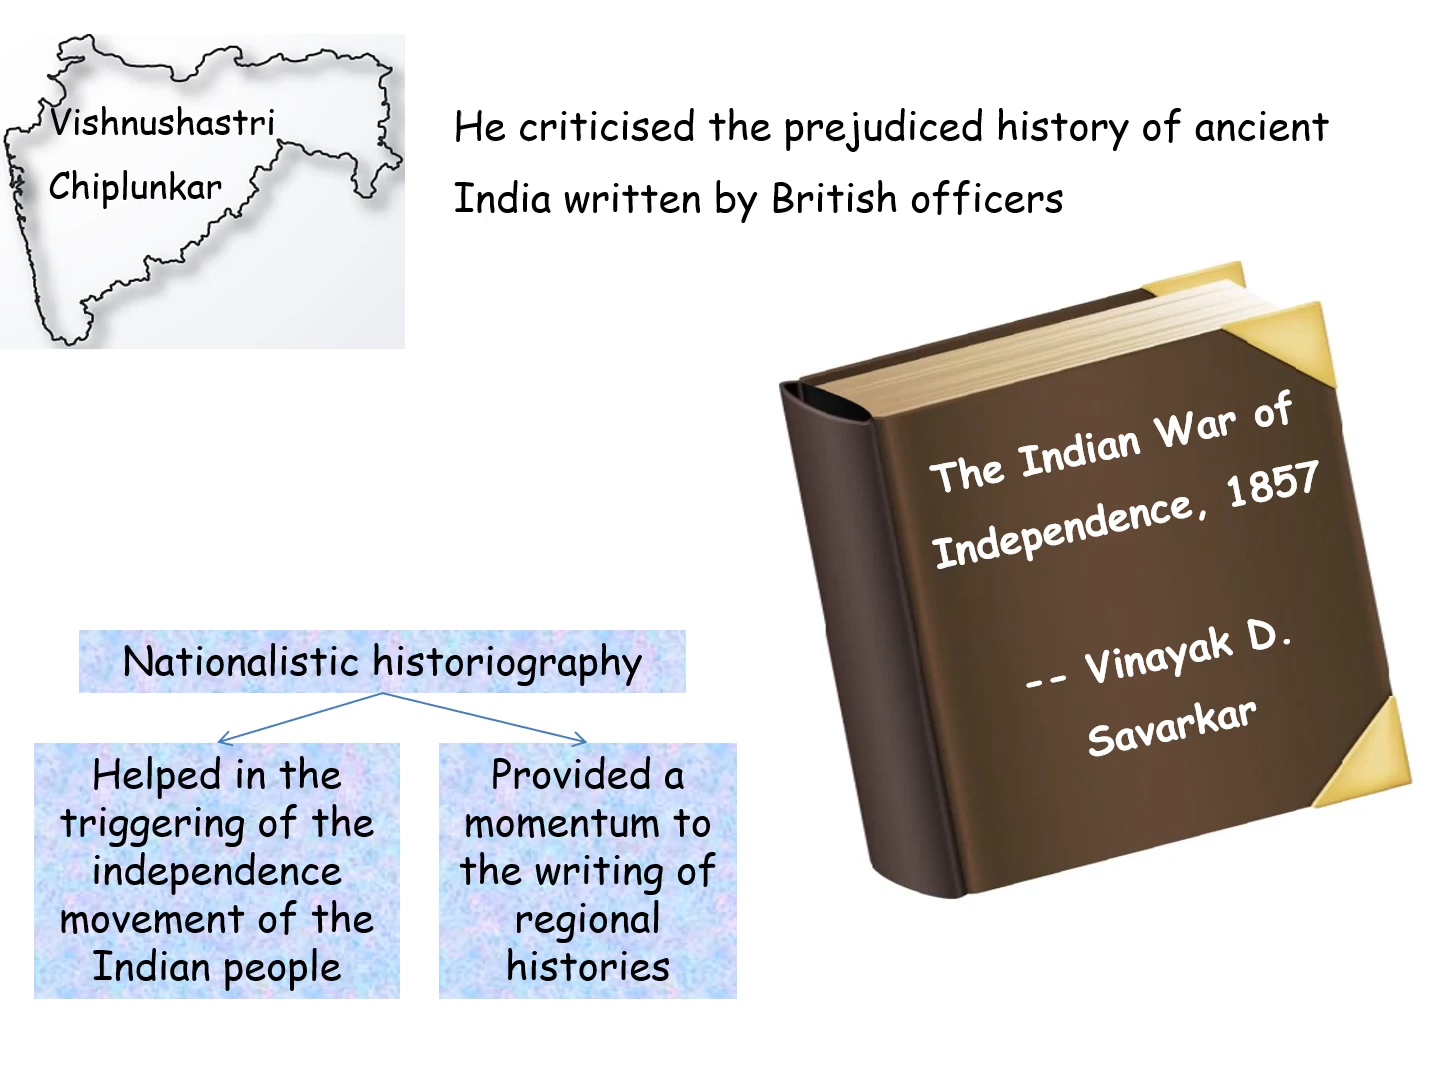 Vishnushastri
Chiplunkar
He criticised the prejudiced history of ancient
India written by British officers
The Indian War of
Independence, 1857
-- Vinayak D.
Savarkar
Nationalistic historiography
Helped in the
triggering of the
independence
movement of the
Indian people
Provided a
momentum to
the writing of
regional
histories